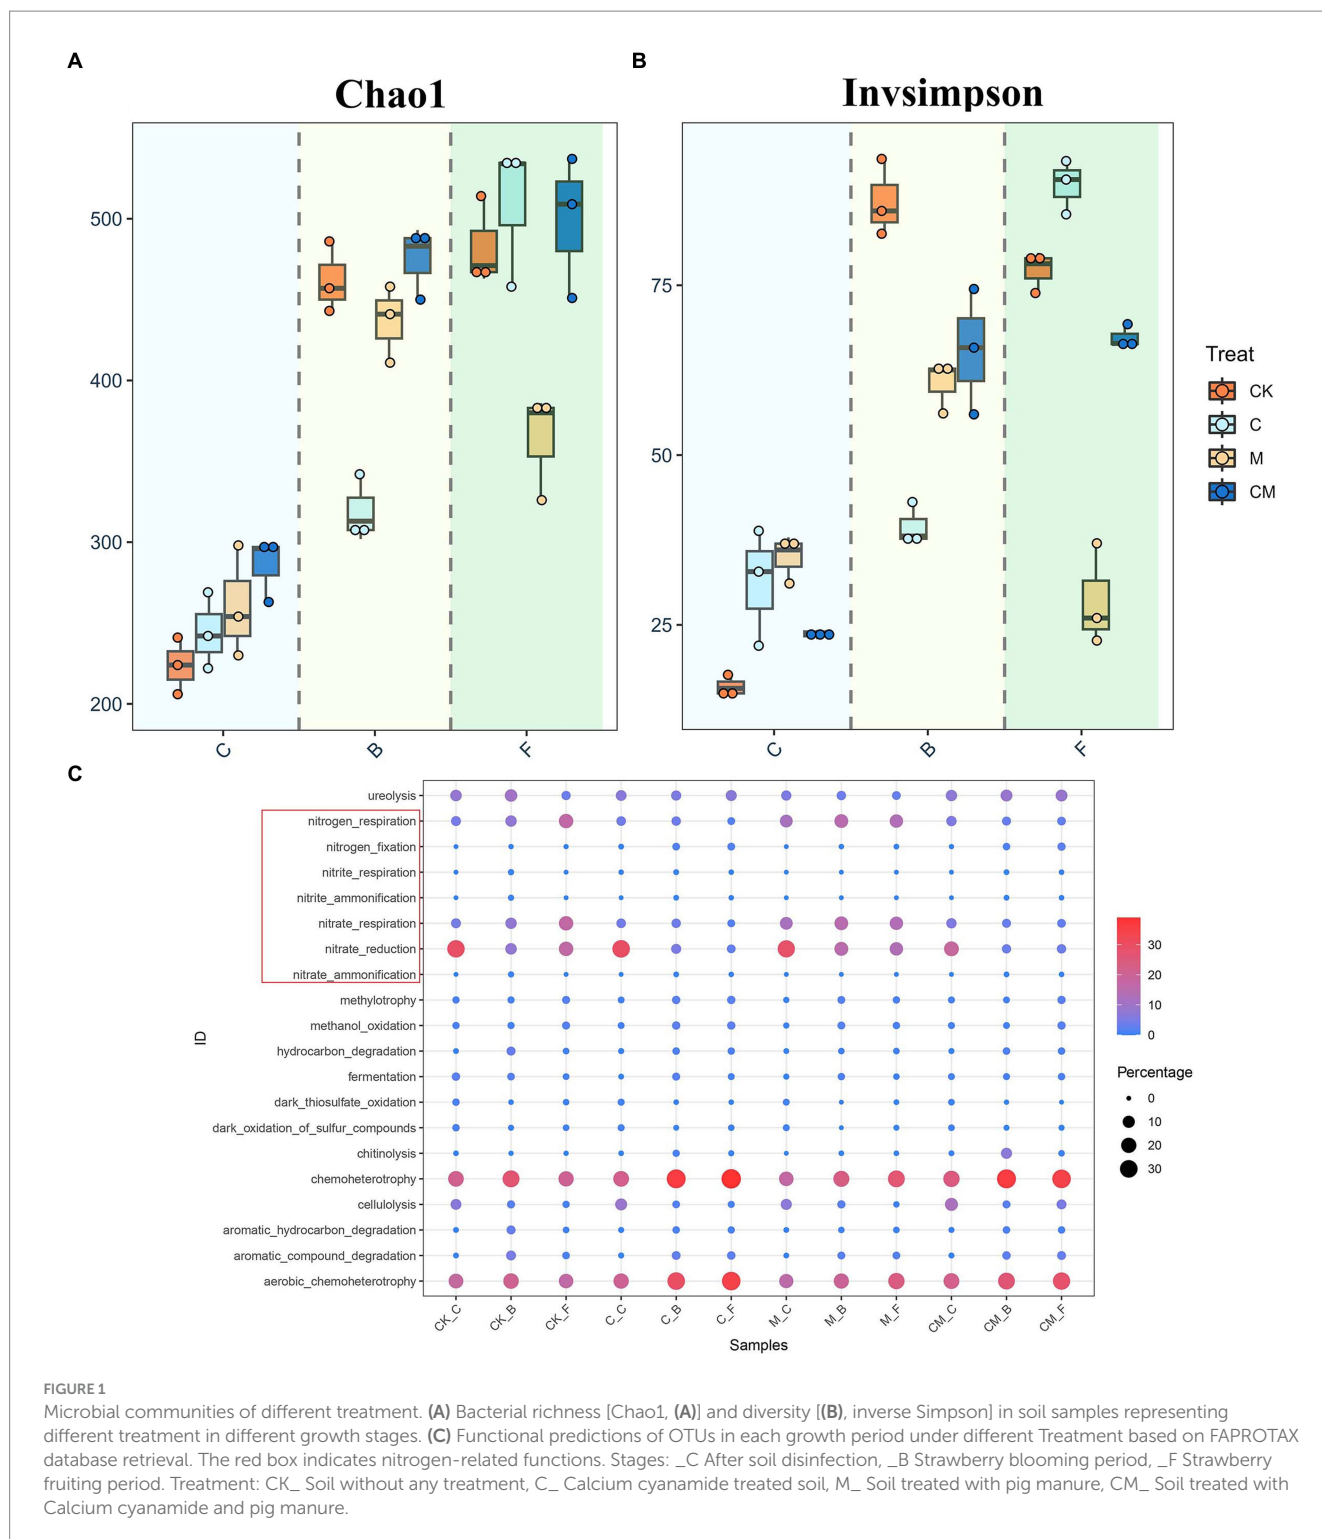 A
B
Chao1
Invsimpson
500
400
300
200
C
B
F
75
50
25
C
B
F
Treat
CK
C
M
CM
C
ureolysis
nitrogen_respiration
nitrogen_fixation
nitrite_respiration
nitrite_ammonification
nitrate_respiration
nitrate_reduction
nitrate_ammonification
methylotrophy
methanol_oxidation
hydrocarbon_degradation
fermentation
dark_thiosulfate_oxidation
dark_oxidation_of_sulfur_compounds
chitinolysis
chemoheterotrophy
cellulolysis
aromatic_hydrocarbon_degradation
aromatic_compound_degradation
aerobic_chemoheterotrophy
ID
CK_C
CK_B
CK_F
C_C
C_B
C_F
M_C
M_B
M_F
CM_C
CM_B
CM_F
Samples
30
20
10
0
Percentage
0
10
20
30
FIGURE 1
Microbial communities of different treatment. (A) Bacterial richness [Chao1, (A)] and diversity [(B), inverse Simpson] in soil samples representing
different treatment in different growth stages. (C) Functional predictions of OTUs in each growth period under different Treatment based on FAPROTAX
database retrieval. The red box indicates nitrogen-related functions. Stages: _C After soil disinfection, _B Strawberry blooming period, _F Strawberry
fruiting period. Treatment: CK_ Soil without any treatment, C_ Calcium cyanamide treated soil, M_ Soil treated with pig manure, CM_ Soil treated with
Calcium cyanamide and pig manure.